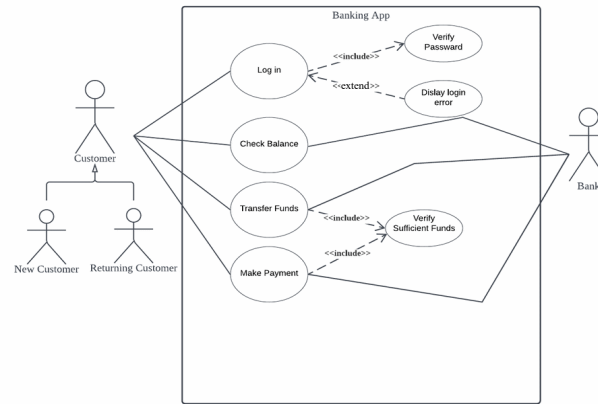 Banking App
Verify
Passward
<<include>>
Log in
<<extend>>
Dislay login
error
Check Balance
Customer
Bank
Transfer Funds
<<include>>
Verify
Sufficient Funds
<<include>>
New Customer
Returning Customer
Make Payment